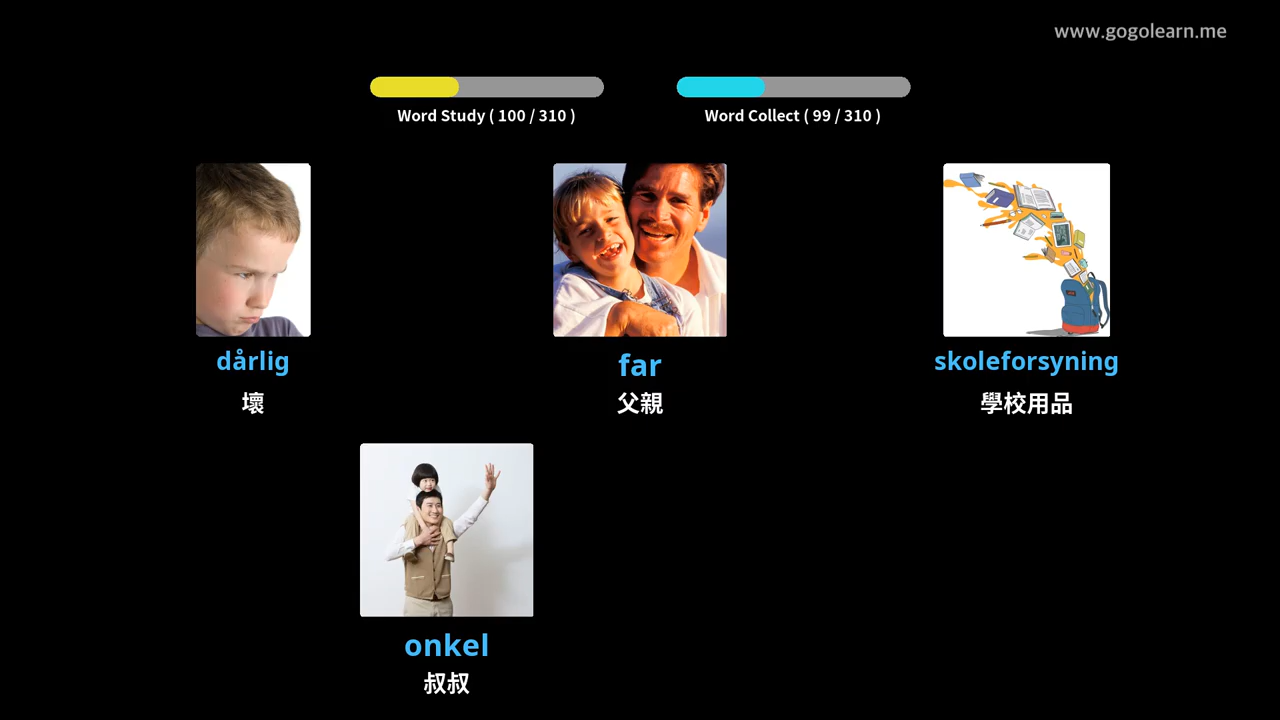 www.gogolearn.me
Word Study ( 100 / 310 )
Word Collect ( 99 / 310 )
dårlig
壞
far
父親
skoleforsyning
學校用品
onkel
叔叔